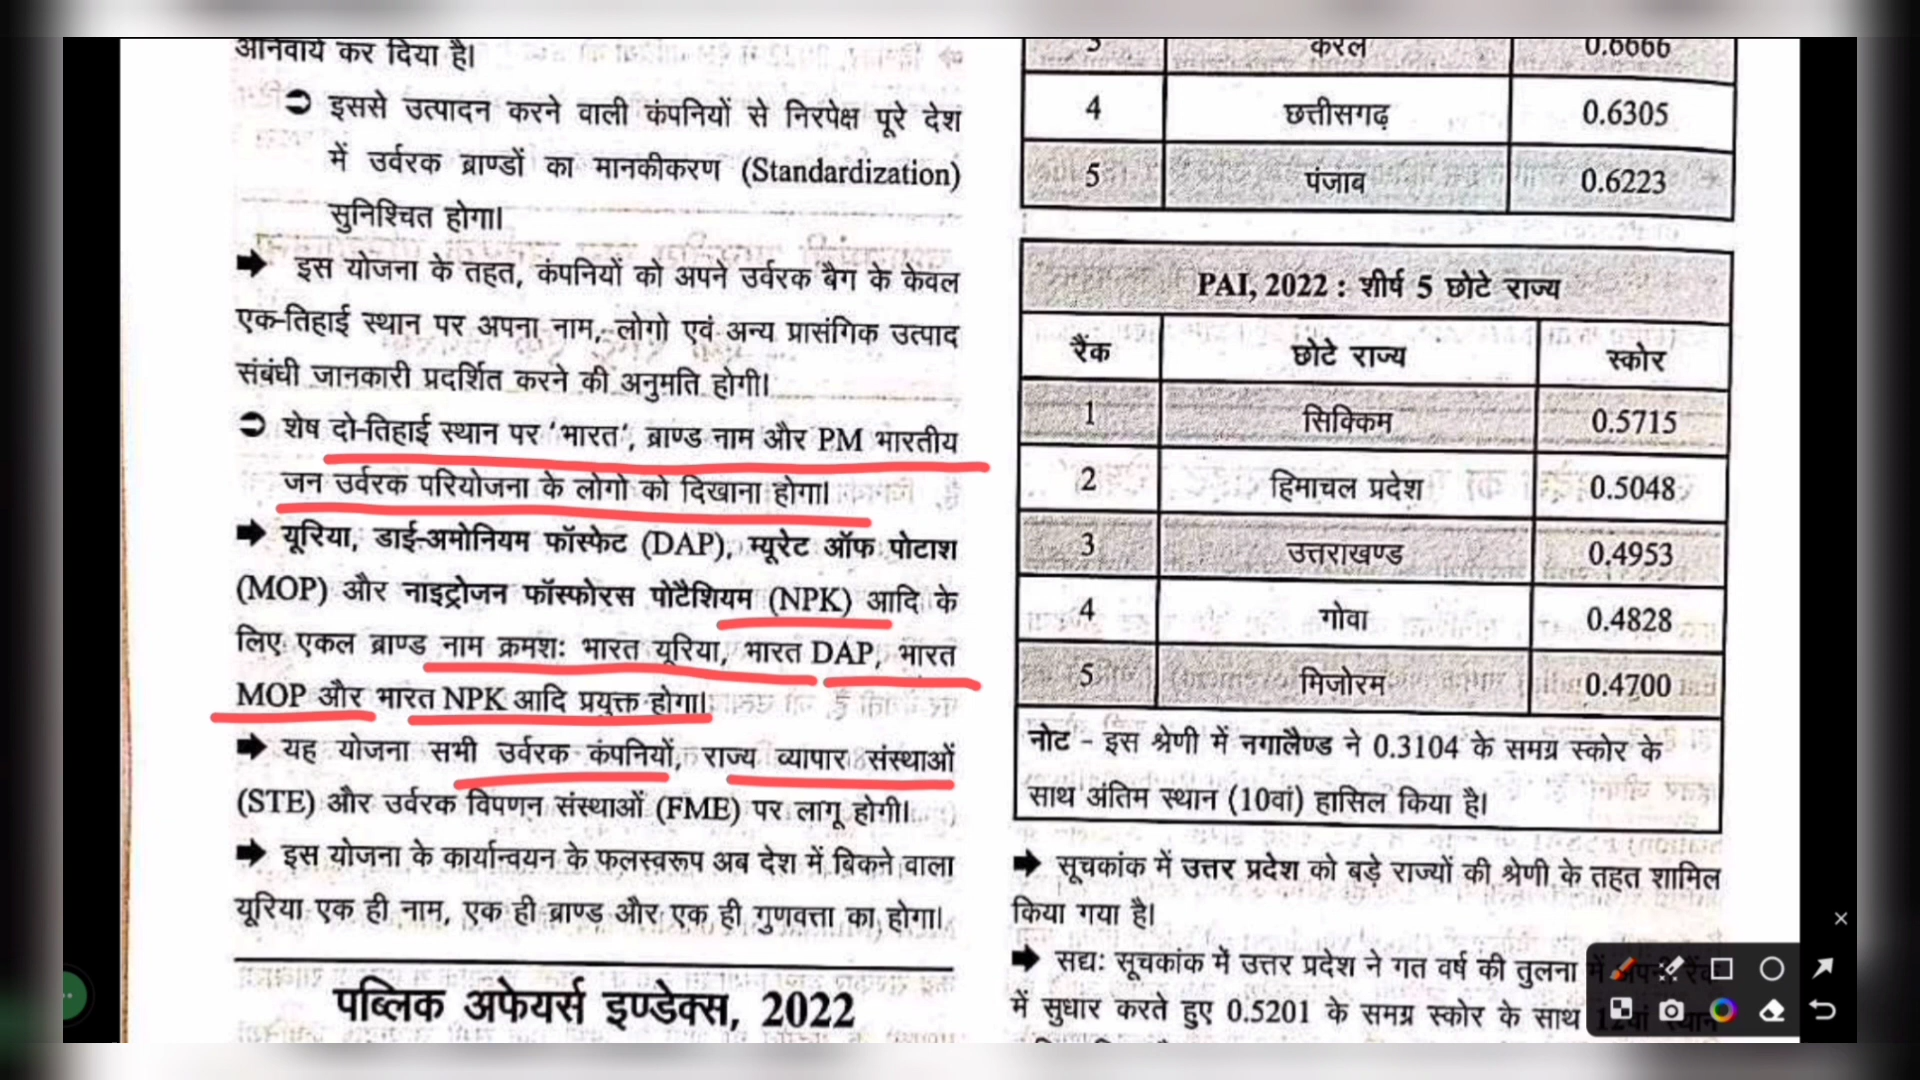 अनिवार्य कर दिया है।
➲ इससे उत्पादन करने वाली कंपनियों से निरपेक्ष पूरे देश
में उर्वरक ब्राण्डों का मानकीकरण (Standardization)
सुनिश्चित होगा।
➡ इस योजना के तहत, कंपनियों को अपने उर्वरक बैग के केवल
एक-तिहाई स्थान पर अपना नाम, लोगो एवं अन्य प्रासंगिक उत्पाद
संबंधी जानकारी प्रदर्शित करने की अनुमति होगी।
➲ शेष दो-तिहाई स्थान पर ‘भारत’, ब्राण्ड नाम और PM भारतीय
जन उर्वरक परियोजना के लोगो को दिखाना होगा।
➡ यूरिया, डाई-अमोनियम फॉस्फेट (DAP), म्यूरेट ऑफ पोटाश
(MOP) और नाइट्रोजन फॉस्फोरस पोटैशियम (NPK) आदि के
लिए एकल ब्राण्ड नाम क्रमशः भारत यूरिया, भारत DAP, भारत
MOP और भारत NPK आदि प्रयुक्त होगा।
➡ यह योजना सभी उर्वरक कंपनियों, राज्य व्यापार संस्थाओं
(STE) और उर्वरक विपणन संस्थाओं (FME) पर लागू होगी।
➡ इस योजना के कार्यान्वयन के फलस्वरूप अब देश में बिकने वाला
यूरिया एक ही नाम, एक ही ब्राण्ड और एक ही गुणवत्ता का होगा।
पब्लिक अफेयर्स इण्डेक्स, 2022
3 केरल 0.6666
4 छत्तीसगढ़ 0.6305
5 पंजाब 0.6223
PAI, 2022 : शीर्ष 5 छोटे राज्य
रैंक छोटे राज्य स्कोर
1 सिक्किम 0.5715
2 हिमाचल प्रदेश 0.5048
3 उत्तराखण्ड 0.4953
4 गोवा 0.4828
5 मिजोरम 0.4700
नोट - इस श्रेणी में नगालैण्ड ने 0.3104 के समग्र स्कोर के
साथ अंतिम स्थान (10वां) हासिल किया है।
➡ सूचकांक में उत्तर प्रदेश को बड़े राज्यों की श्रेणी के तहत शामिल
किया गया है।
➡ सद्यः सूचकांक में उत्तर प्रदेश ने गत वर्ष की तुलना में अपनी रैंक
में सुधार करते हुए 0.5201 के समग्र स्कोर के साथ 12वां स्थान